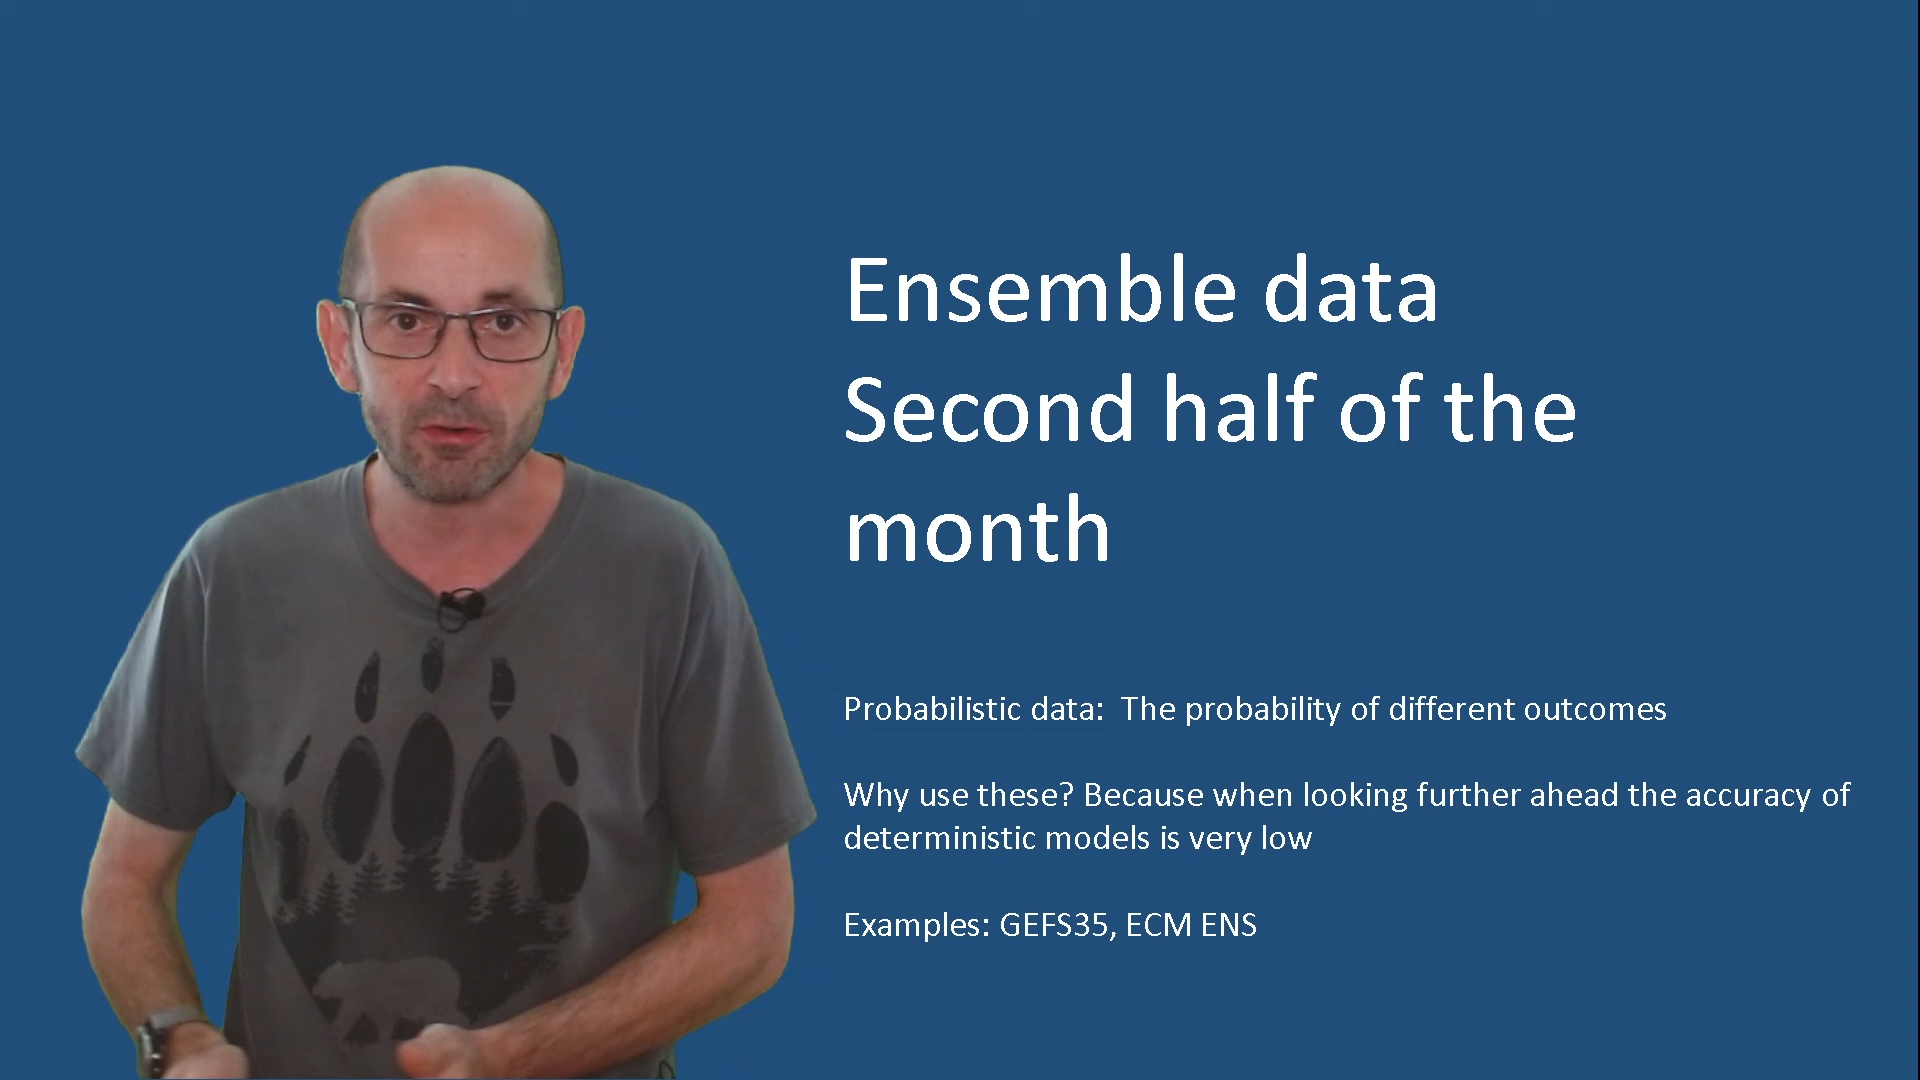 Ensemble data
Second half of the
month
Probabilistic data:  The probability of different outcomes
Why use these? Because when looking further ahead the accuracy of
deterministic models is very low
Examples: GEFS35, ECM ENS